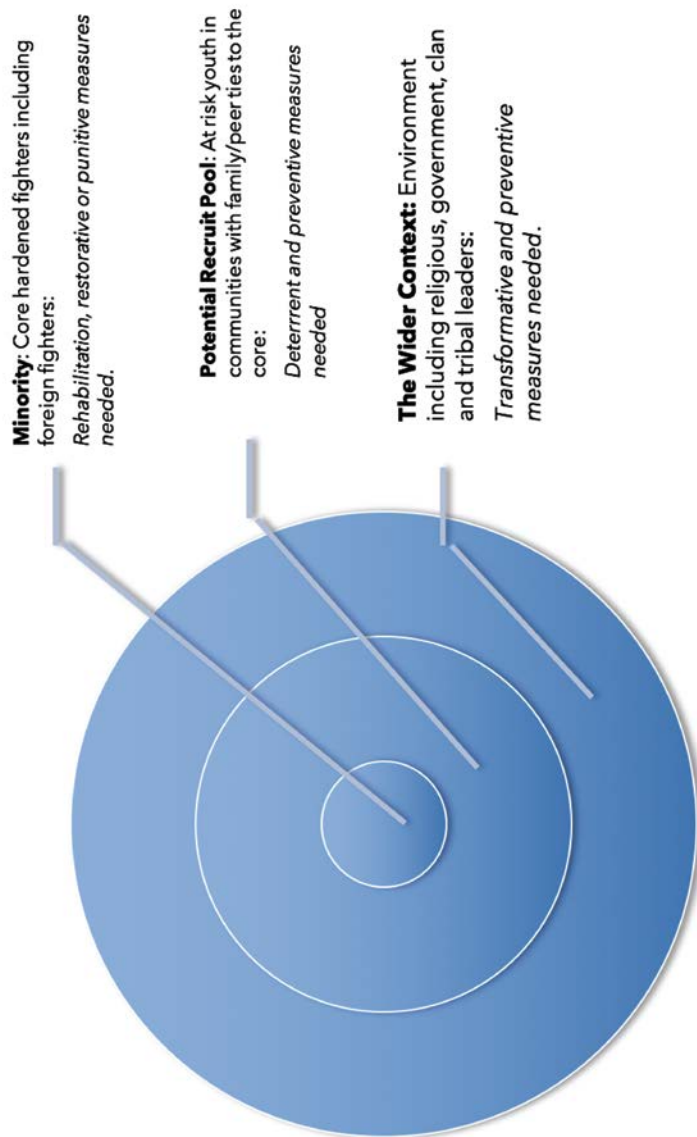 Minority: Core hardened fighters including
foreign fighters:
Rehabilitation, restorative or punitive measures
needed.
Potential Recruit Pool: At risk youth in
communities with family/peer ties to the
core:
Deterrrent and preventive measures
needed
The Wider Context: Environment
including religious, government, clan
and tribal leaders:
Transformative and preventive
measures needed.